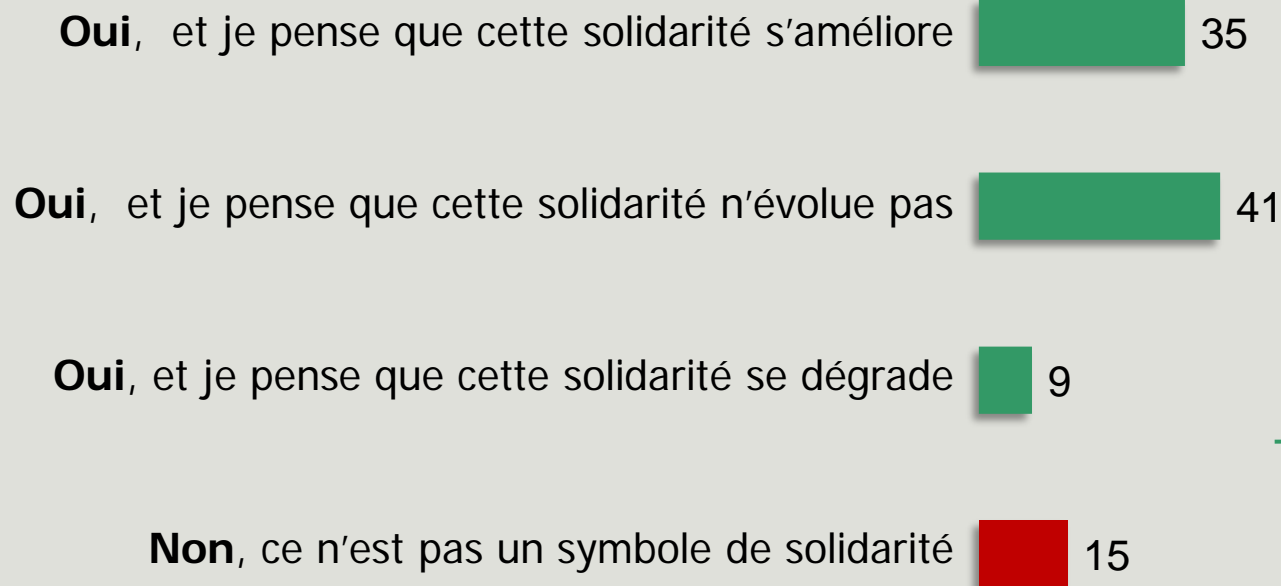 Oui, et je pense que cette solidarité s'améliore 35
Oui, et je pense que cette solidarité n'évolue pas 41
Oui, et je pense que cette solidarité se dégrade 9
Non, ce n'est pas un symbole de solidarité 15